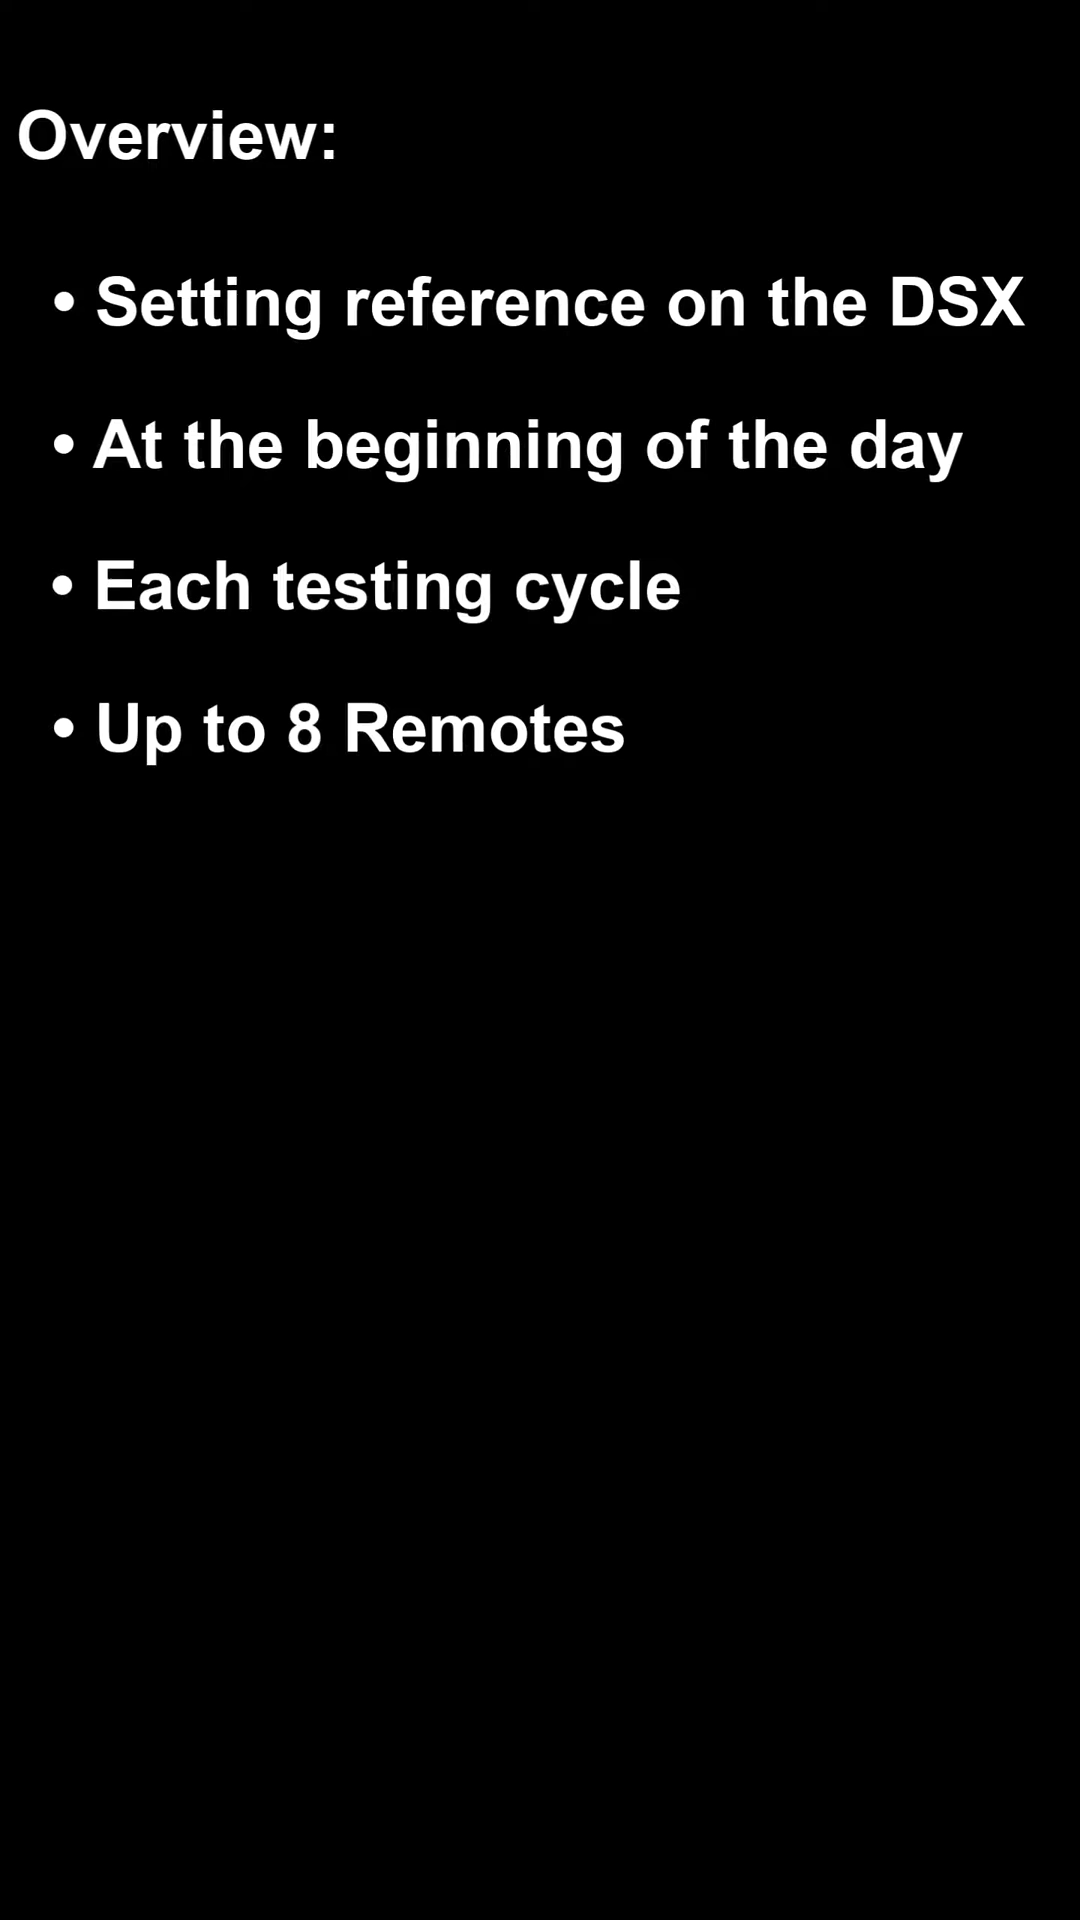 Overview:
• Setting reference on the DSX
• At the beginning of the day
• Each testing cycle
• Up to 8 Remotes